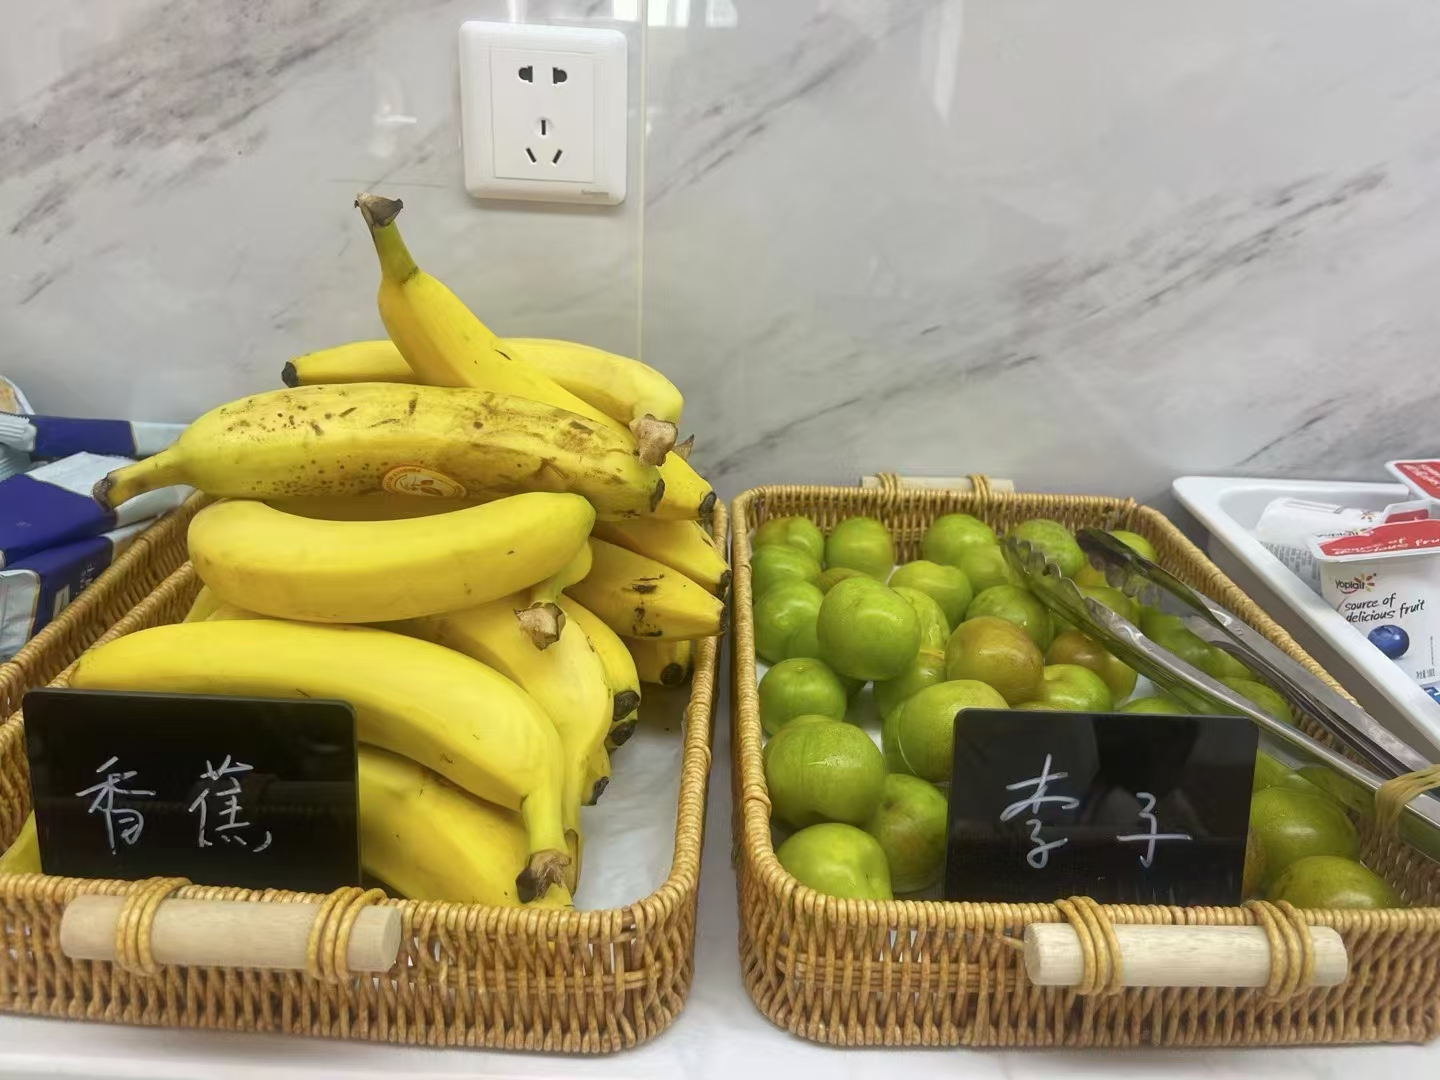 香蕉
李子
yoplait
source of
delicious fruit